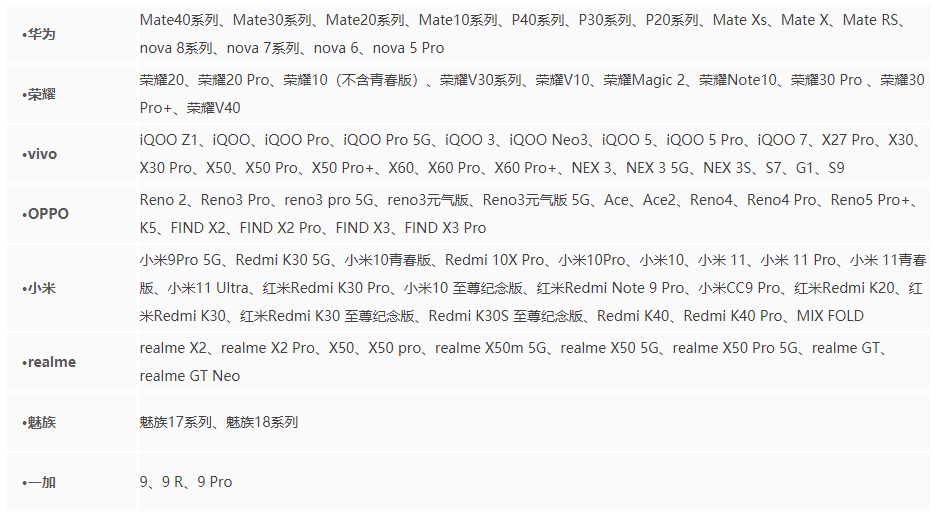 •华为
Mate40系列、Mate30系列、Mate20系列、Mate10系列、P40系列、P30系列、P20系列、Mate Xs、Mate X、Mate RS、
nova 8系列、nova 7系列、nova 6、nova 5 Pro
•荣耀
荣耀20、荣耀20 Pro、荣耀10（不含青春版）、荣耀V30系列、荣耀V10、荣耀Magic 2、荣耀Note10、荣耀30 Pro 、荣耀30
Pro+、荣耀V40
•vivo
iQOO Z1、iQOO、iQOO Pro、iQOO Pro 5G、iQOO 3、iQOO Neo3、iQOO 5、iQOO 5 Pro、iQOO 7、X27 Pro、X30、
X30 Pro、X50、X50 Pro、X50 Pro+、X60、X60 Pro、X60 Pro+、NEX 3、NEX 3 5G、NEX 3S、S7、G1、S9
•OPPO
Reno 2、Reno3 Pro、reno3 pro 5G、reno3元气版、Reno3元气版 5G、Ace、Ace2、Reno4、Reno4 Pro、Reno5 Pro+、
K5、FIND X2、FIND X2 Pro、FIND X3、FIND X3 Pro
•小米
小米9Pro 5G、Redmi K30 5G、小米10青春版、Redmi 10X Pro、小米10Pro、小米10、小米 11、小米 11 Pro、小米 11青春
版、小米11 Ultra、红米Redmi K30 Pro、小米10 至尊纪念版、红米Redmi Note 9 Pro、小米CC9 Pro、红米Redmi K20、红
米Redmi K30、红米Redmi K30 至尊纪念版、Redmi K30S 至尊纪念版、Redmi K40、Redmi K40 Pro、MIX FOLD
•realme
realme X2、realme X2 Pro、X50、X50 pro、realme X50m 5G、realme X50 5G、realme X50 Pro 5G、realme GT、
realme GT Neo
•魅族
魅族17系列、魅族18系列
•一加
9、9 R、9 Pro